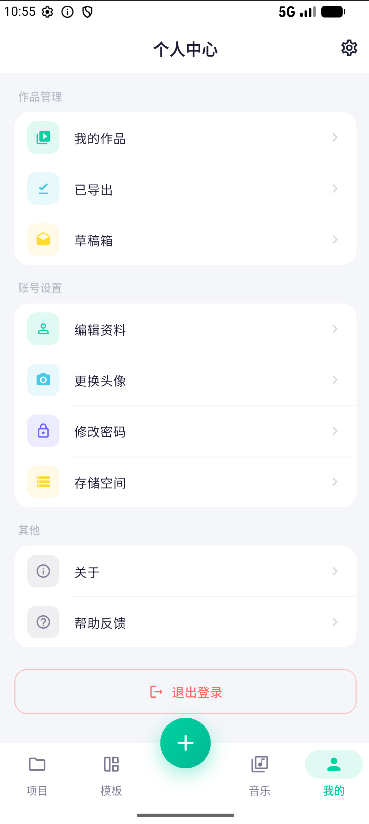 10:55 5G
个人中心
作品管理
我的作品
已导出
草稿箱
账号设置
编辑资料
更换头像
修改密码
存储空间
其他
关于
帮助反馈
退出登录
项目 模板 音乐 我的